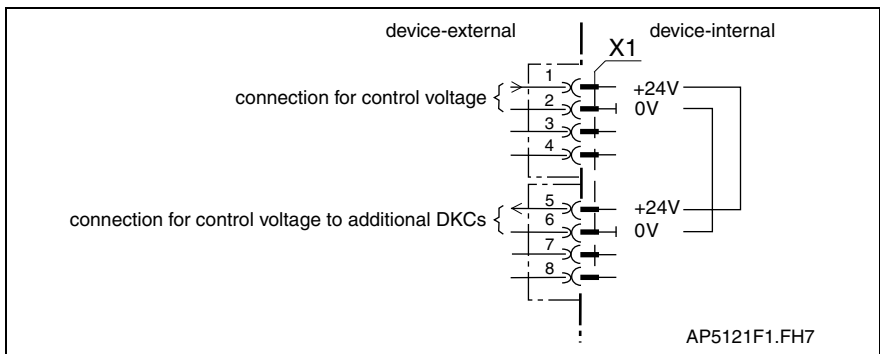 device-external
device-internal
X1
1
+24V
connection for control voltage {
2
0V
3
4
5
+24V
connection for control voltage to additional DKCs {
6
0V
7
8
AP5121F1.FH7